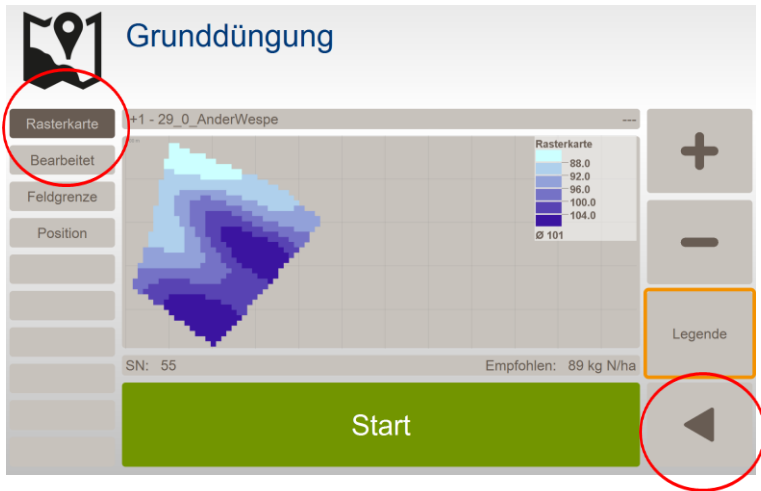 Grunddüngung
Rasterkarte
Bearbeitet
Feldgrenze
Position
+1 - 29_0_AnderWespe ---
Rasterkarte
88.0
92.0
96.0
100.0
104.0
Ø 101
Legende
SN: 55 Empfohlen: 89 kg N/ha
Start